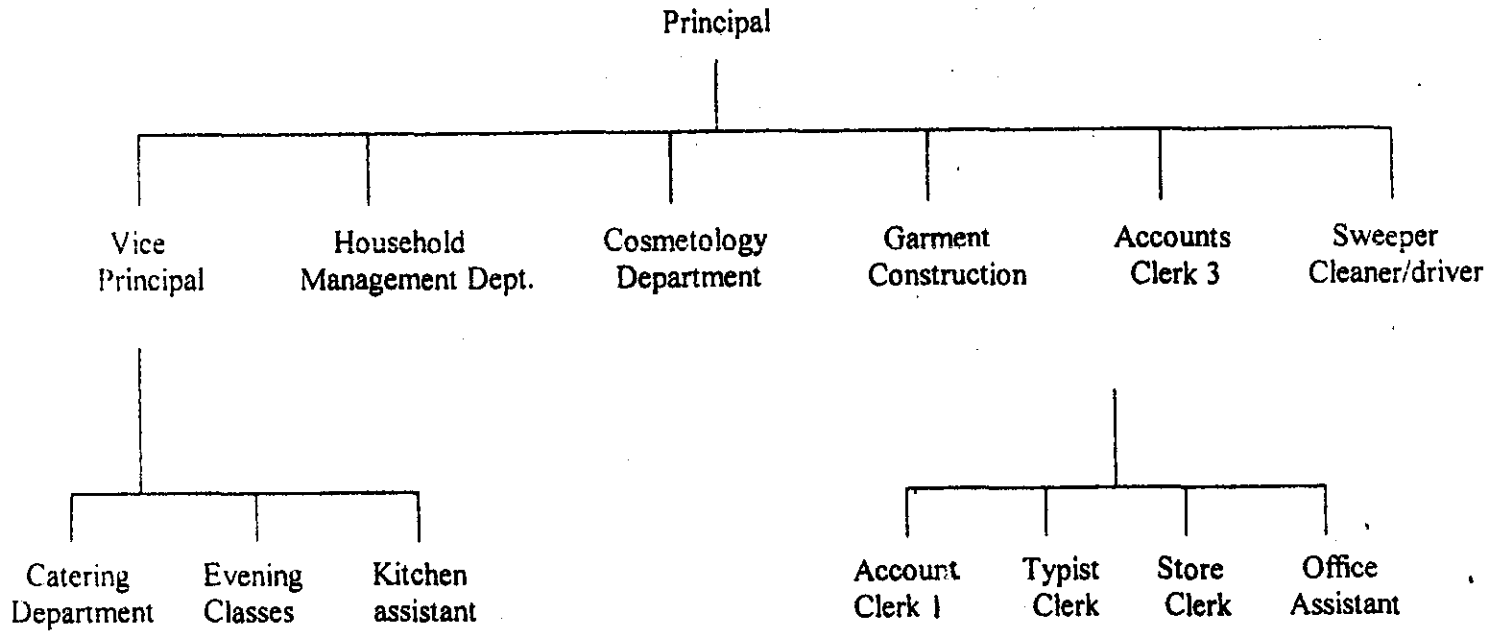 Principal
Vice
Principal
Household
Management Dept.
Cosmetology
Department
Garment
Construction
Accounts
Clerk 3
Sweeper
Cleaner/driver
Catering
Department
Evening
Classes
Kitchen
assistant
Account
Clerk 1
Typist
Clerk
Store
Clerk
Office
Assistant